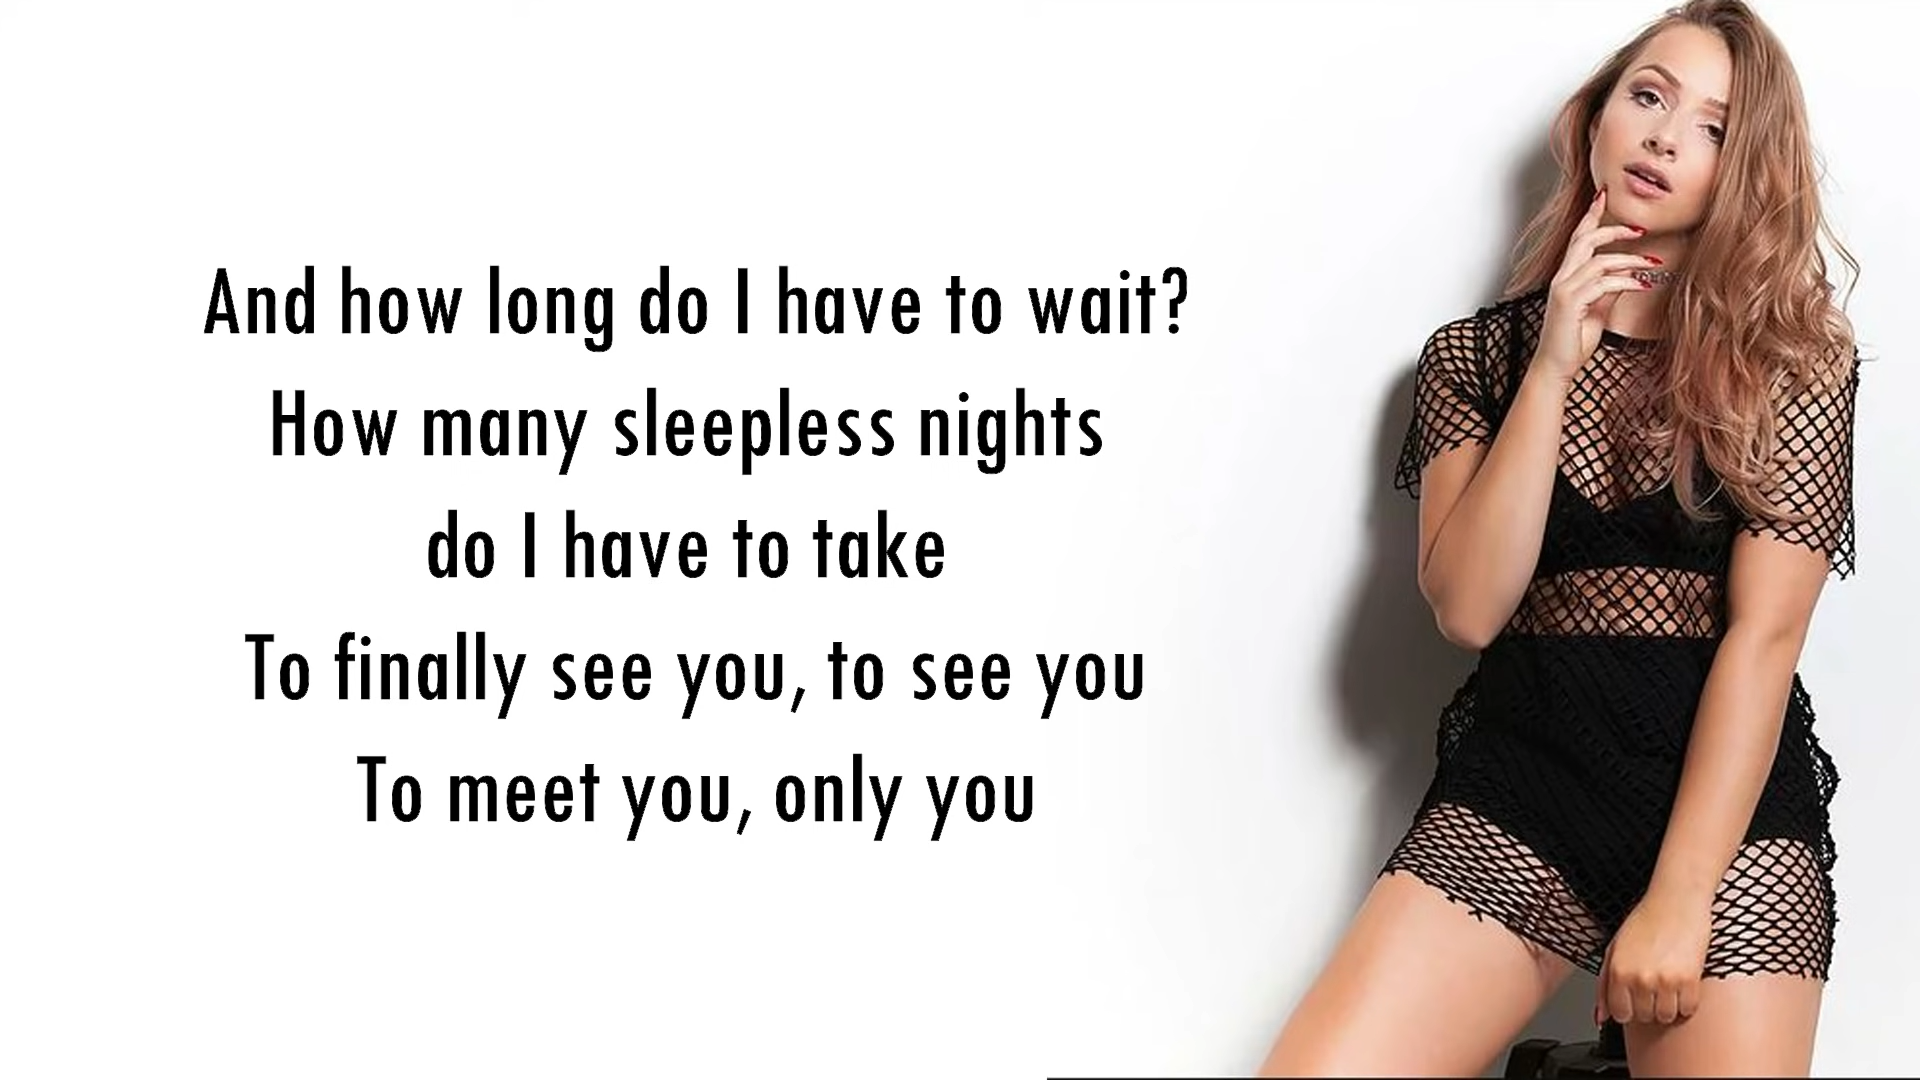 And how long do I have to wait?
How many sleepless nights
do I have to take
To finally see you, to see you
To meet you, only you